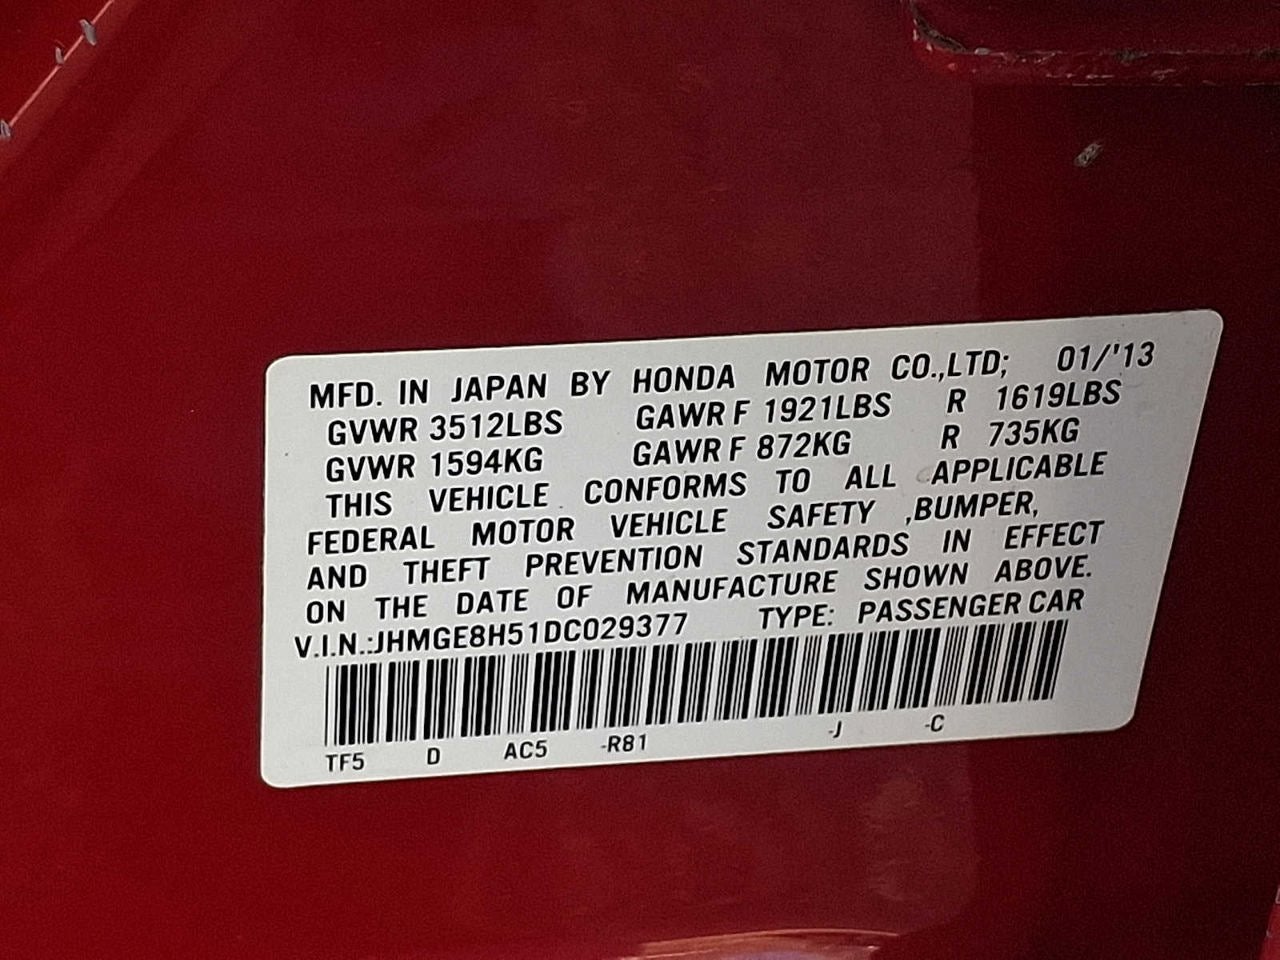 MFD. IN JAPAN BY HONDA MOTOR CO.,LTD; 01/'13
GVWR 3512LBS GAWR F 1921LBS R 1619LBS
GVWR 1594KG GAWR F 872KG R 735KG
THIS VEHICLE CONFORMS TO ALL APPLICABLE
FEDERAL MOTOR VEHICLE SAFETY ,BUMPER,
AND THEFT PREVENTION STANDARDS IN EFFECT
ON THE DATE OF MANUFACTURE SHOWN ABOVE.
V.I.N.:JHMGE8H51DC029377 TYPE: PASSENGER CAR
TF5 D AC5 -R81 -J -C